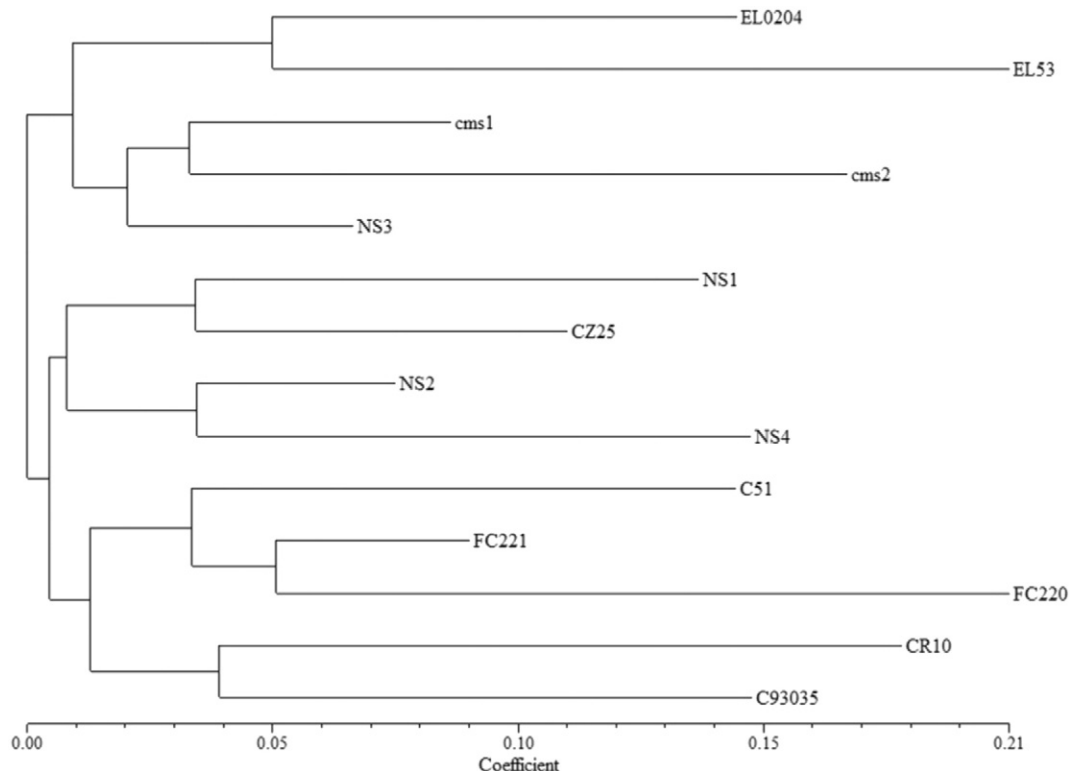 EL0204
EL53
cms1
cms2
NS3
NS1
CZ25
NS2
NS4
C51
FC221
FC220
CR10
C93035
0.00 0.05 0.10 0.15 0.21
Coefficient